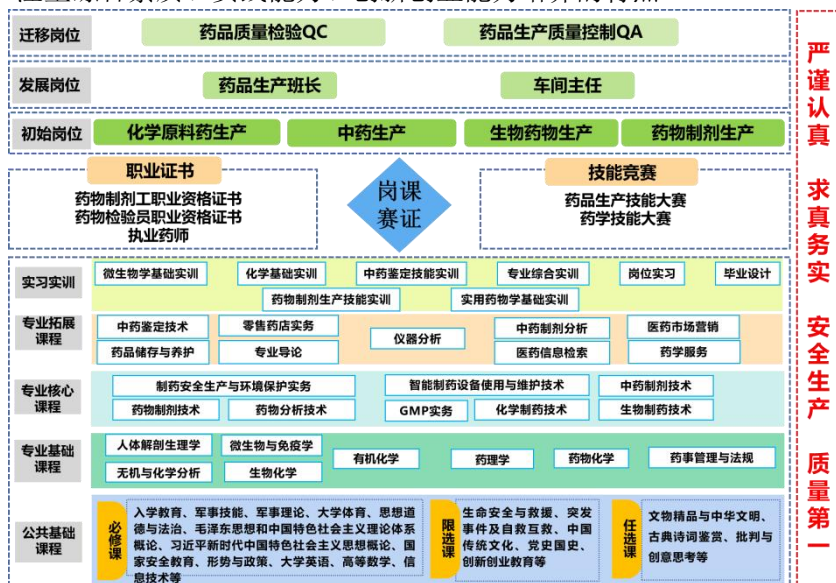 迁移岗位
药品质量检验QC
药品生产质量控制QA
发展岗位
药品生产班长
车间主任
初始岗位
化学原料药生产
中药生产
生物药物生产
药物制剂生产
职业证书
药物制剂工职业资格证书
药物检验员职业资格证书
执业药师
岗课
赛证
技能竞赛
药品生产技能大赛
药学技能大赛
实习实训
微生物学基础实训
化学基础实训
中药鉴定技能实训
专业综合实训
岗位实习
毕业设计
药物制剂生产技能实训
实用药物学基础实训
专业拓展
课程
中药鉴定技术
零售药店实务
仪器分析
中药制剂分析
医药市场营销
药品储存与养护
专业导论
医药信息检索
药学服务
专业核心
课程
制药安全生产与环境保护实务
智能制药设备使用与维护技术
中药制剂技术
药物制剂技术
药物分析技术
GMP实务
化学制药技术
生物制药技术
专业基础
课程
人体解剖生理学
微生物与免疫学
有机化学
药理学
药物化学
药事管理与法规
无机与化学分析
生物化学
公共基础
课程
必修课
入学教育、军事技能、军事理论、大学体育、思想道
德与法治、毛泽东思想和中国特色社会主义理论体系
概论、习近平新时代中国特色社会主义思想概论、国
家安全教育、形势与政策、大学英语、高等数学、信
息技术等
限选课
生命安全与救援、突发
事件及自救互救、中国
传统文化、党史国史、
创新创业教育等
任选课
文物精品与中华文明、
古典诗词鉴赏、批判与
创意思考等
严谨认真 求真务实 安全生产 质量第一